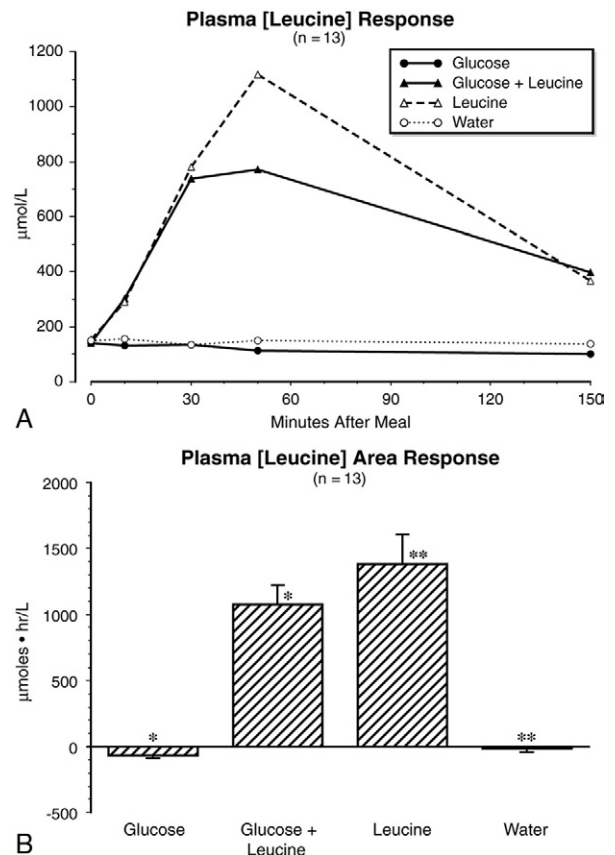 Plasma [Leucine] Response
(n = 13)
1200
1000
800
600
400
200
0
μmol/L
Glucose
Glucose + Leucine
Leucine
Water
0 30 60 90 120 150
Minutes After Meal
A
Plasma [Leucine] Area Response
(n = 13)
2000
1500
1000
500
0
-500
μmoles • hr/L
*
*
**
**
Glucose
Glucose +
Leucine
Leucine
Water
B